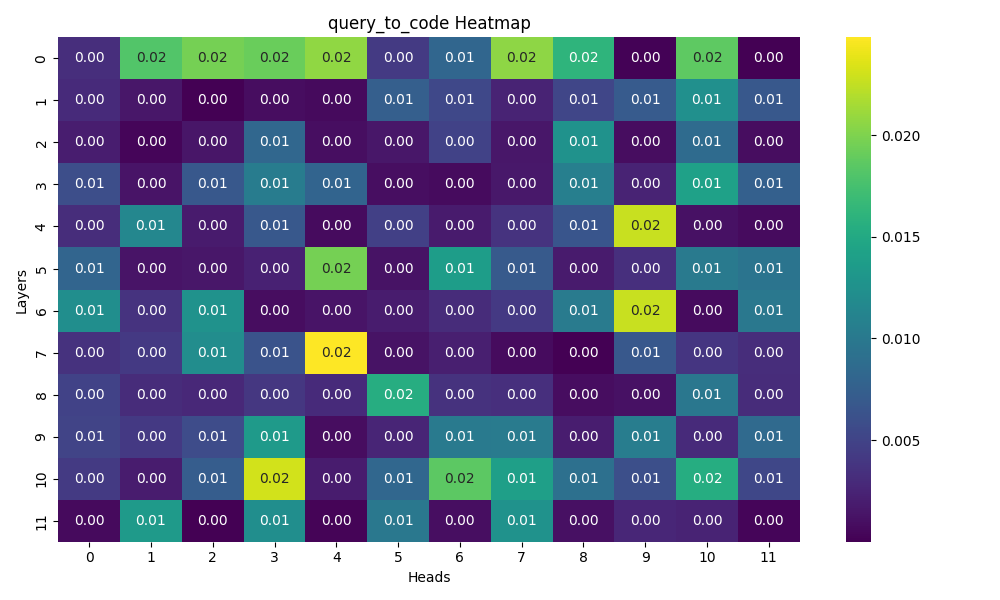 query_to_code Heatmap
0 0.00 0.02 0.02 0.02 0.02 0.00 0.01 0.02 0.02 0.00 0.02 0.00
1 0.00 0.00 0.00 0.00 0.00 0.01 0.01 0.00 0.01 0.01 0.01 0.01
2 0.00 0.00 0.00 0.01 0.00 0.00 0.00 0.00 0.01 0.00 0.01 0.00
3 0.01 0.00 0.01 0.01 0.01 0.00 0.00 0.00 0.01 0.00 0.01 0.01
4 0.00 0.01 0.00 0.01 0.00 0.00 0.00 0.00 0.01 0.02 0.00 0.00
5 0.01 0.00 0.00 0.00 0.02 0.00 0.01 0.01 0.00 0.00 0.01 0.01
6 0.01 0.00 0.01 0.00 0.00 0.00 0.00 0.00 0.01 0.02 0.00 0.01
7 0.00 0.00 0.01 0.01 0.02 0.00 0.00 0.00 0.00 0.01 0.00 0.00
8 0.00 0.00 0.00 0.00 0.00 0.02 0.00 0.00 0.00 0.00 0.01 0.00
9 0.01 0.00 0.01 0.01 0.00 0.00 0.01 0.01 0.00 0.01 0.00 0.01
10 0.00 0.00 0.01 0.02 0.00 0.01 0.02 0.01 0.01 0.01 0.02 0.01
11 0.00 0.01 0.00 0.01 0.00 0.01 0.00 0.01 0.00 0.00 0.00 0.00
0 1 2 3 4 5 6 7 8 9 10 11
Heads
Layers
0.020
0.015
0.010
0.005